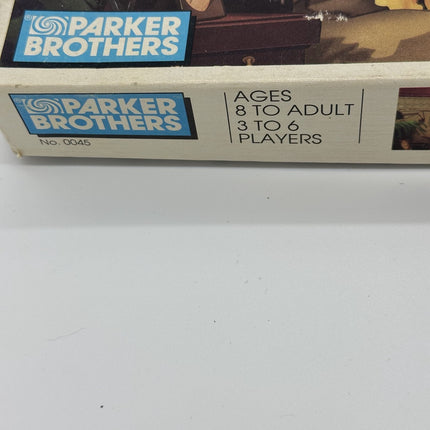 PARKER
BROTHERS
PARKER
BROTHERS
No. 0045
AGES
8 TO ADULT
3 TO 6
PLAYERS